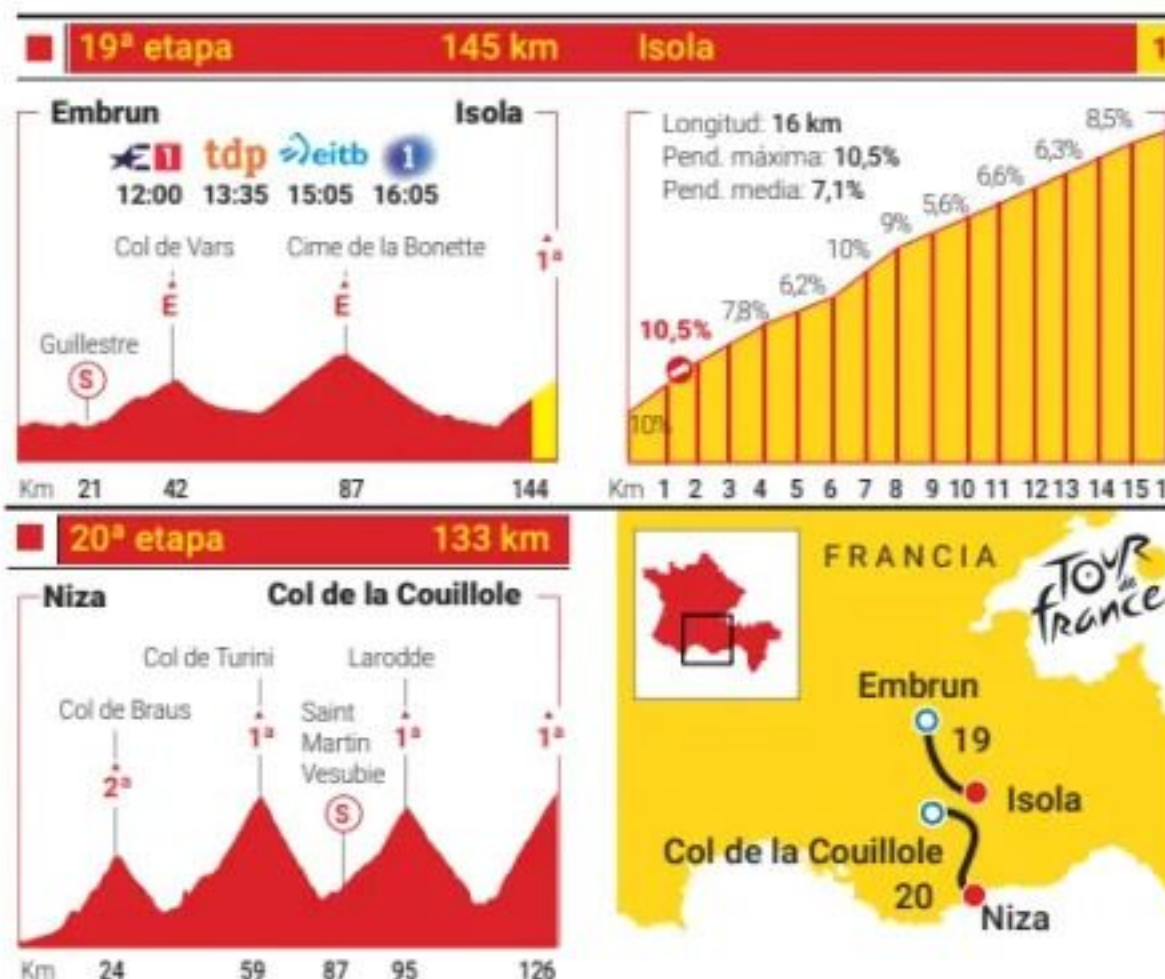 19ª etapa 145 km Isola 1
Embrun Isola
E 1 tdp eitb 1
12:00 13:35 15:05 16:05
Col de Vars Cime de la Bonette
1ª
E E
Guillestre
S
Km 21 42 87 144
Longitud: 16 km
Pend. máxima: 10,5%
Pend. media: 7,1%
10% 10,5% 7,8% 6,2% 10% 9% 5,6% 6,6% 6,3% 8,5%
Km 1 2 3 4 5 6 7 8 9 10 11 12 13 14 15 1
20ª etapa 133 km
Niza Col de la Couillole
Col de Turini Larodde
Col de Braus
Saint
Martin
Vesubie
2ª 1ª 1ª 1ª
S
Km 24 59 87 95 126
FRANCIA
TOUR
de
france
Embrun
19
Isola
Col de la Couillole
20
Niza